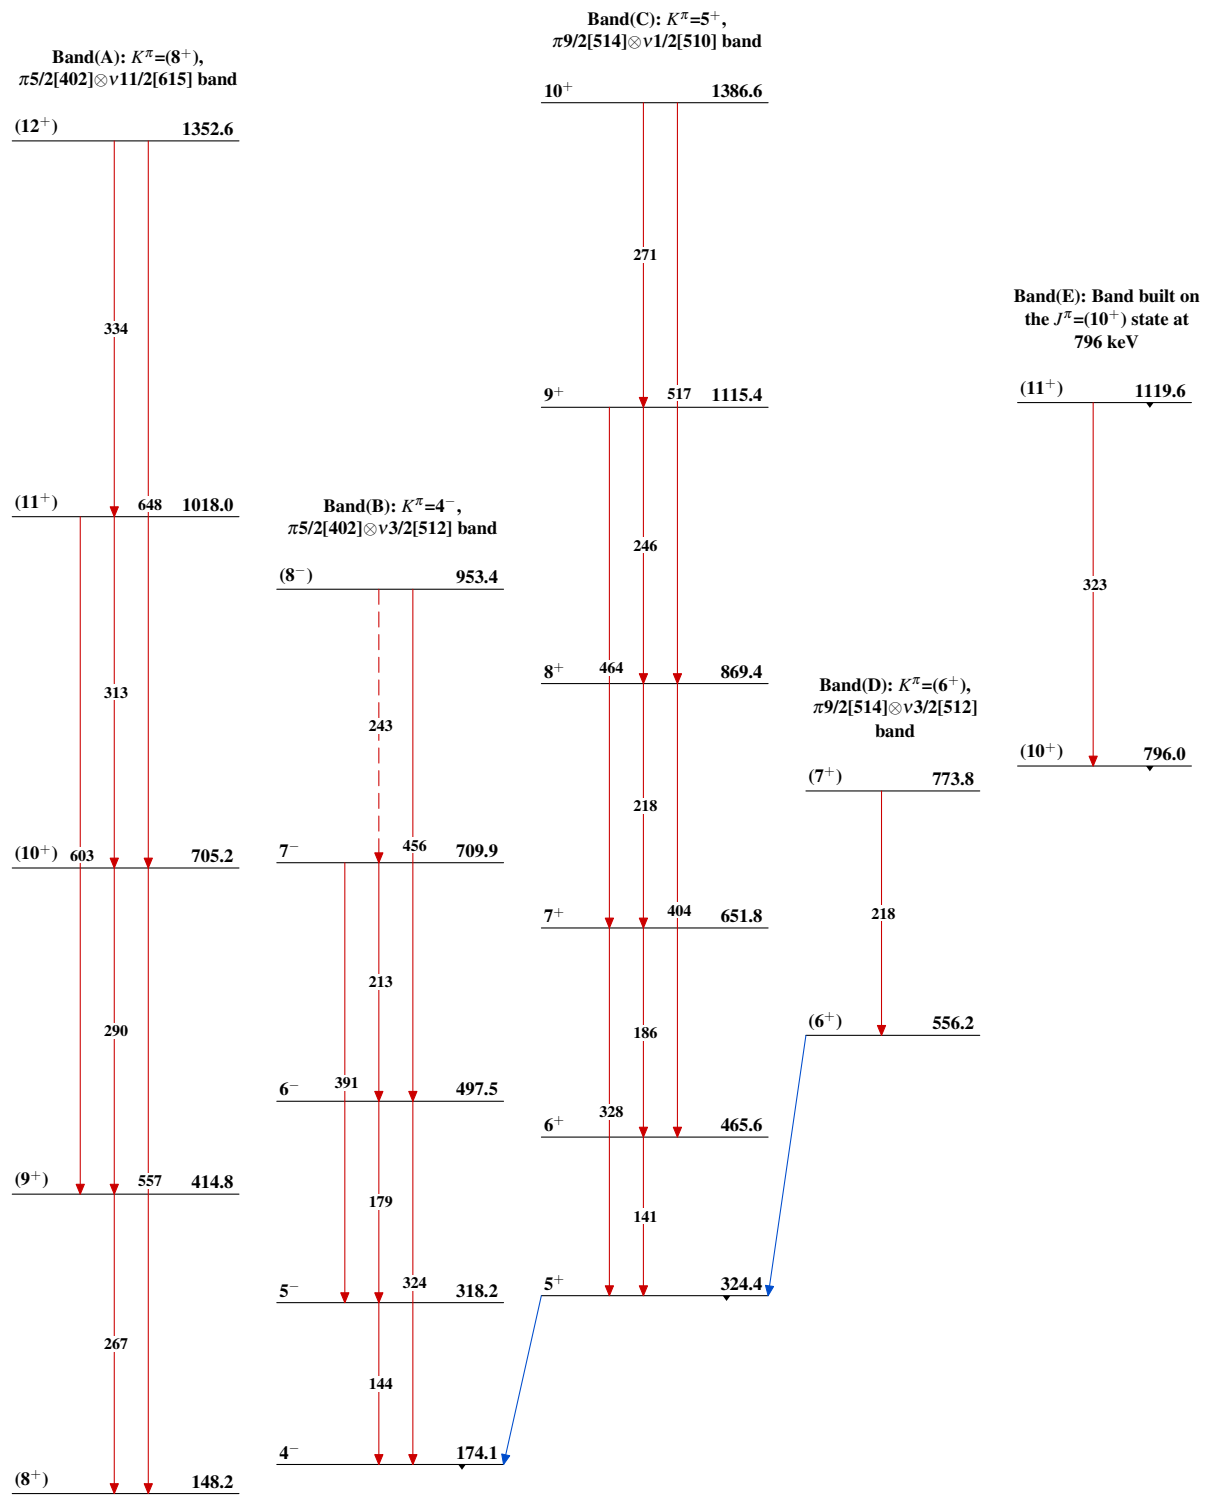 Band(A): Kπ=(8+),
π5/2[402]⊗ν11/2[615] band
(12+) 1352.6
334
(11+) 648 1018.0
313
(10+) 603 705.2
290
(9+) 557 414.8
267
(8+) 148.2
Band(B): Kπ=4−,
π5/2[402]⊗ν3/2[512] band
(8−) 953.4
243
7− 456 709.9
213
391
6− 497.5
179
5− 324 318.2
144
4− 174.1
Band(C): Kπ=5+,
π9/2[514]⊗ν1/2[510] band
10+ 1386.6
271
9+ 517 1115.4
246
464
8+ 869.4
218
7+ 404 651.8
186
328
6+ 465.6
141
5+ 324.4
Band(D): Kπ=(6+),
π9/2[514]⊗ν3/2[512]
band
(7+) 773.8
218
(6+) 556.2
Band(E): Band built on
the Jπ=(10+) state at
796 keV
(11+) 1119.6
323
(10+) 796.0